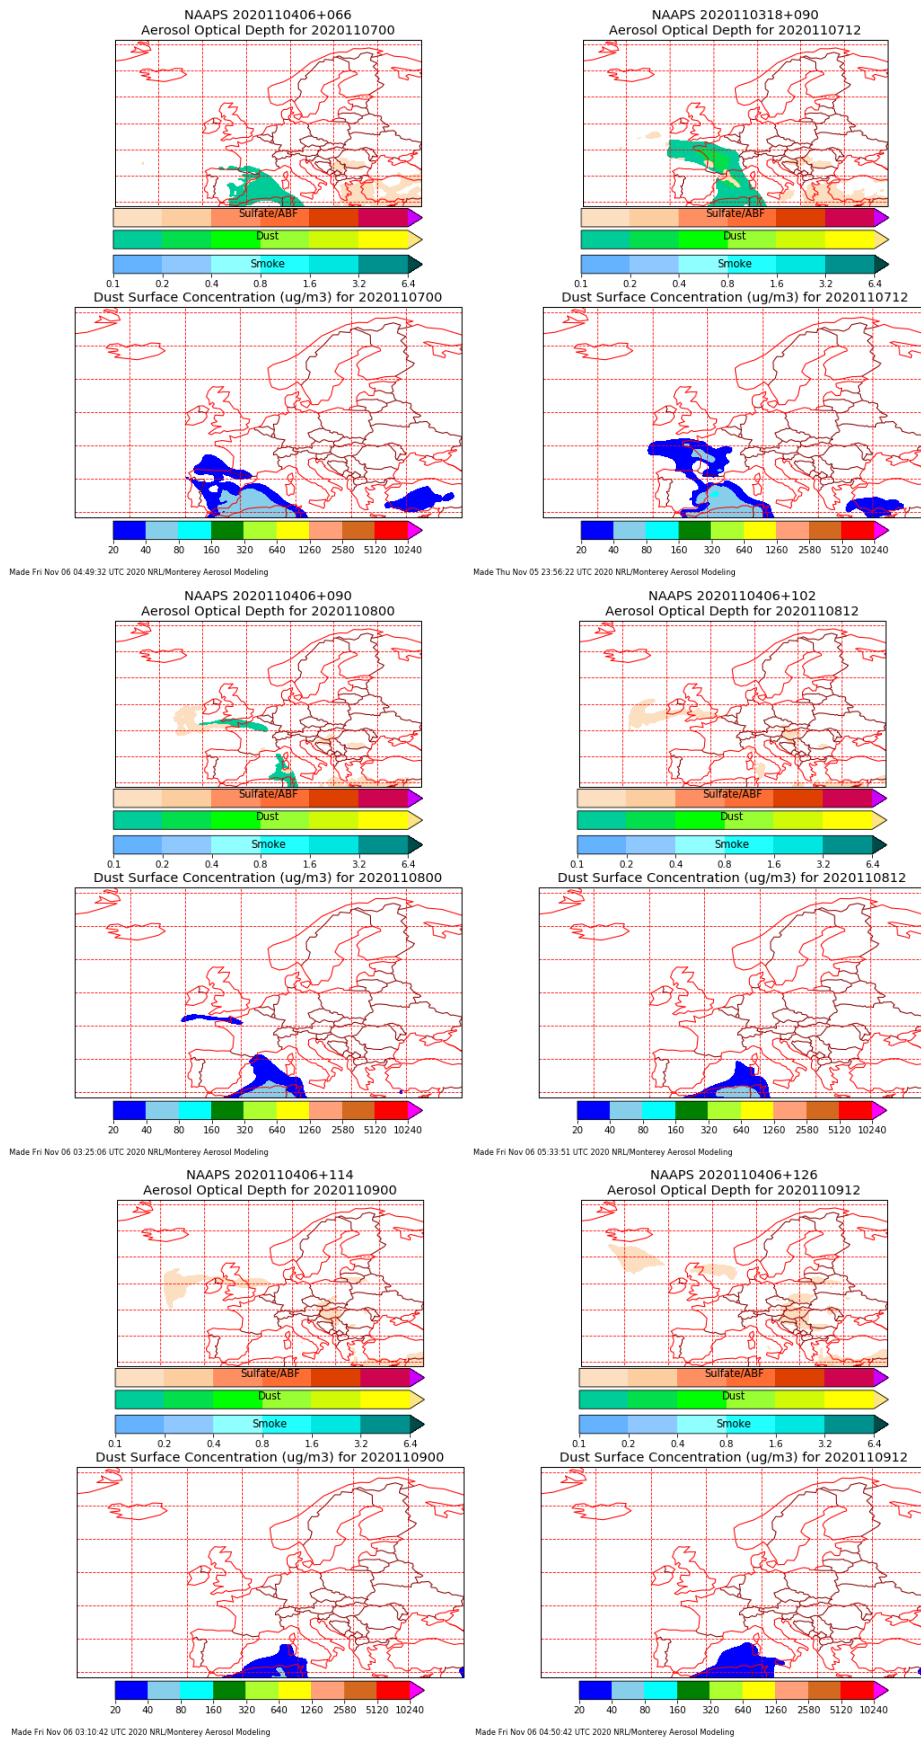 NAAPS 2020110406+066
Aerosol Optical Depth for 2020110700
Sulfate/ABF
Dust
Smoke
0.1 0.2 0.4 0.8 1.6 3.2 6.4
Dust Surface Concentration (ug/m3) for 2020110700
20 40 80 160 320 640 1260 2580 5120 10240
Made Fri Nov 06 04:49:32 UTC 2020 NRL/Monterey Aerosol Modeling
NAAPS 2020110318+090
Aerosol Optical Depth for 2020110712
Sulfate/ABF
Dust
Smoke
0.1 0.2 0.4 0.8 1.6 3.2 6.4
Dust Surface Concentration (ug/m3) for 2020110712
20 40 80 160 320 640 1260 2580 5120 10240
Made Thu Nov 05 23:56:22 UTC 2020 NRL/Monterey Aerosol Modeling
NAAPS 2020110406+090
Aerosol Optical Depth for 2020110800
Sulfate/ABF
Dust
Smoke
0.1 0.2 0.4 0.8 1.6 3.2 6.4
Dust Surface Concentration (ug/m3) for 2020110800
20 40 80 160 320 640 1260 2580 5120 10240
Made Fri Nov 06 03:25:06 UTC 2020 NRL/Monterey Aerosol Modeling
NAAPS 2020110406+102
Aerosol Optical Depth for 2020110812
Sulfate/ABF
Dust
Smoke
0.1 0.2 0.4 0.8 1.6 3.2 6.4
Dust Surface Concentration (ug/m3) for 2020110812
20 40 80 160 320 640 1260 2580 5120 10240
Made Fri Nov 06 05:33:51 UTC 2020 NRL/Monterey Aerosol Modeling
NAAPS 2020110406+114
Aerosol Optical Depth for 2020110900
Sulfate/ABF
Dust
Smoke
0.1 0.2 0.4 0.8 1.6 3.2 6.4
Dust Surface Concentration (ug/m3) for 2020110900
20 40 80 160 320 640 1260 2580 5120 10240
Made Fri Nov 06 03:10:42 UTC 2020 NRL/Monterey Aerosol Modeling
NAAPS 2020110406+126
Aerosol Optical Depth for 2020110912
Sulfate/ABF
Dust
Smoke
0.1 0.2 0.4 0.8 1.6 3.2 6.4
Dust Surface Concentration (ug/m3) for 2020110912
20 40 80 160 320 640 1260 2580 5120 10240
Made Fri Nov 06 04:50:42 UTC 2020 NRL/Monterey Aerosol Modeling